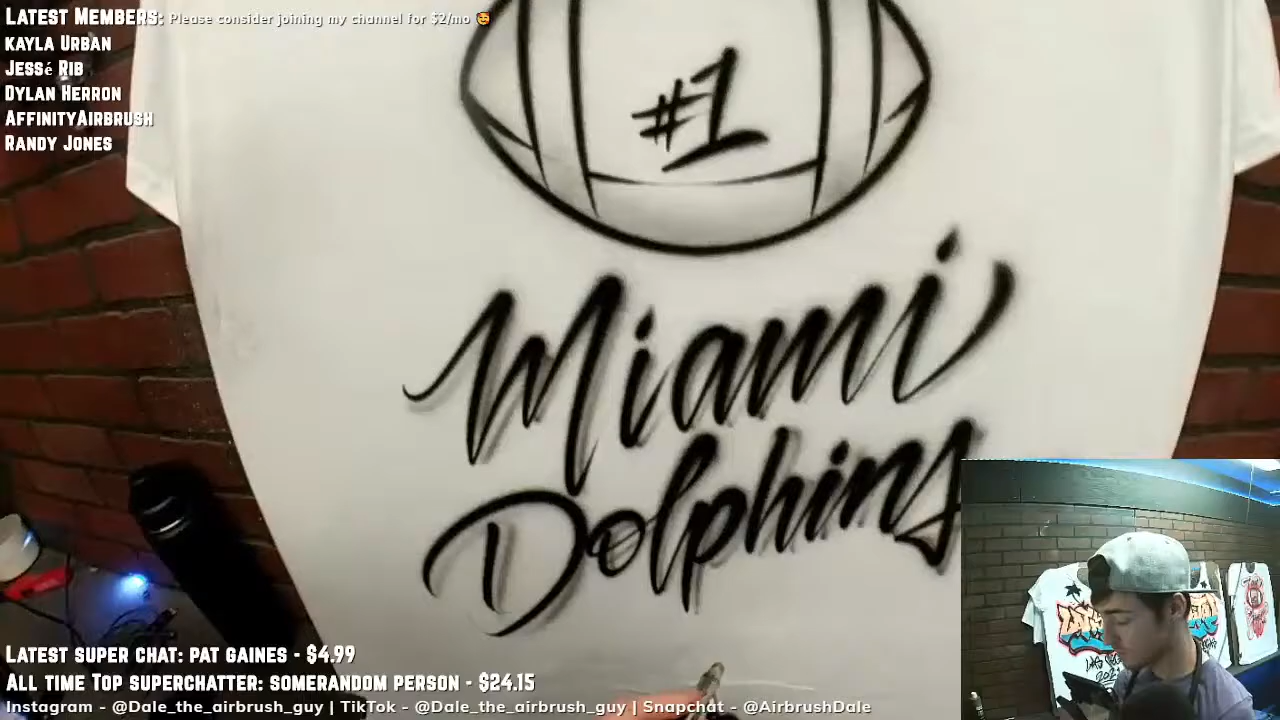 LATEST MEMBERS: Please consider joining my channel for $2/mo 🥰
KAYLA URBAN
JESSé RIB
DYLAN HERRON
AFFINITYAIRBRUSH
RANDY JONES
#1
Miami
Dolphins
LATEST SUPER CHAT: PAT GAINES - $4.99
ALL TIME TOP SUPERCHATTER: SOMERANDOM PERSON - $24.15
Instagram - @Dale_the_airbrush_guy | TikTok - @Dale_the_airbrush_guy | Snapchat - @AirbrushDale